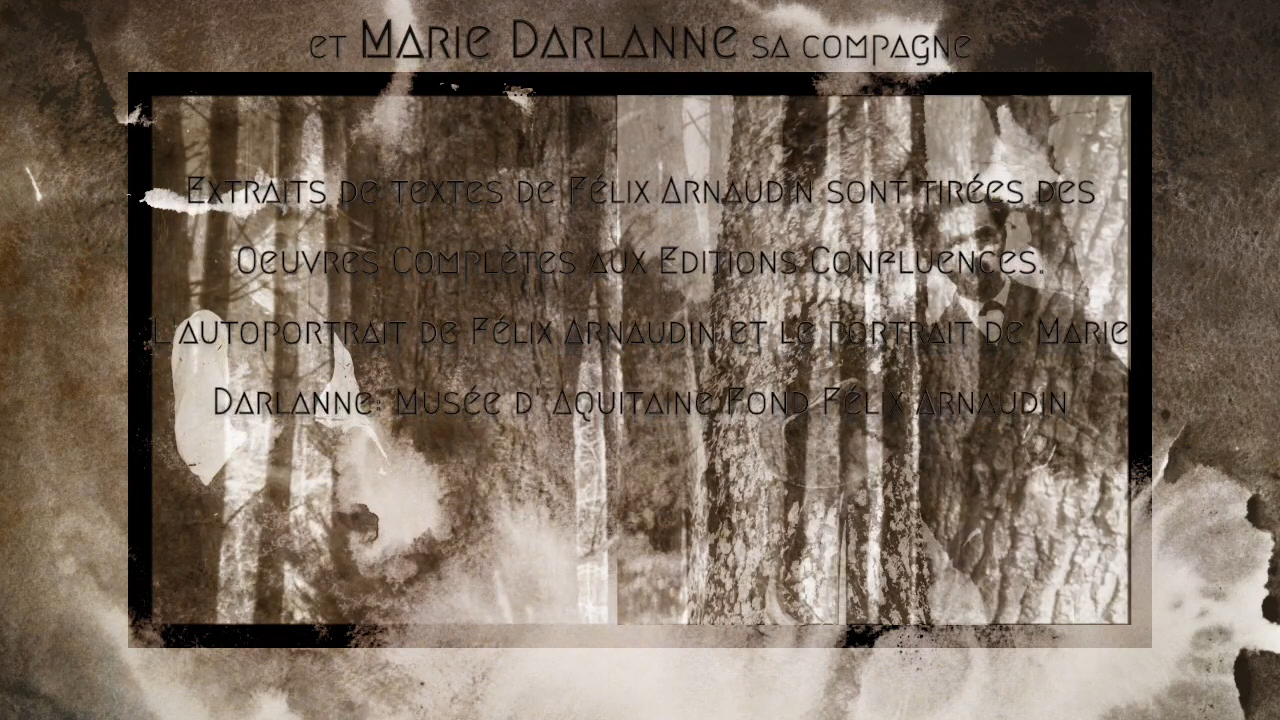 et Marie Darlanne sa compagne
Extraits de textes de Félix Arnaudin sont tirées des
Oeuvres Complètes aux Editions Confluences.
L'autoportrait de Félix Arnaudin et le portrait de Marie
Darlanne: Musée d' Aquitaine Fond Félix Arnaudin